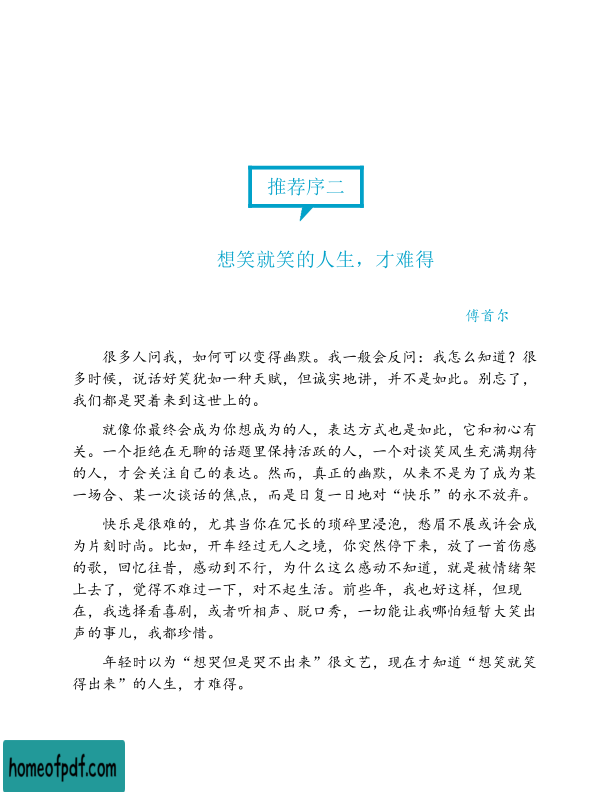 推荐序二
想笑就笑的人生，才难得
傅首尔
很多人问我，如何可以变得幽默。我一般会反问：我怎么知道？很
多时候，说话好笑犹如一种天赋，但诚实地讲，并不是如此。别忘了，
我们都是哭着来到这世上的。
就像你最终会成为你想成为的人，表达方式也是如此，它和初心有
关。一个拒绝在无聊的话题里保持活跃的人，一个对谈笑风生充满期待
的人，才会关注自己的表达。然而，真正的幽默，从来不是为了成为某
一场合、某一次谈话的焦点，而是日复一日地对“快乐”的永不放弃。
快乐是很难的，尤其当你在冗长的琐碎里浸泡，愁眉不展或许会成
为片刻时尚。比如，开车经过无人之境，你突然停下来，放了一首伤感
的歌，回忆往昔，感动到不行，为什么这么感动不知道，就是被情绪架
上去了，觉得不难过一下，对不起生活。前些年，我也好这样，但现
在，我选择看喜剧，或者听相声、脱口秀，一切能让我哪怕短暂大笑出
声的事儿，我都珍惜。
年轻时以为“想哭但是哭不出来”很文艺，现在才知道“想笑就笑
得出来”的人生，才难得。
homeofpdf.com